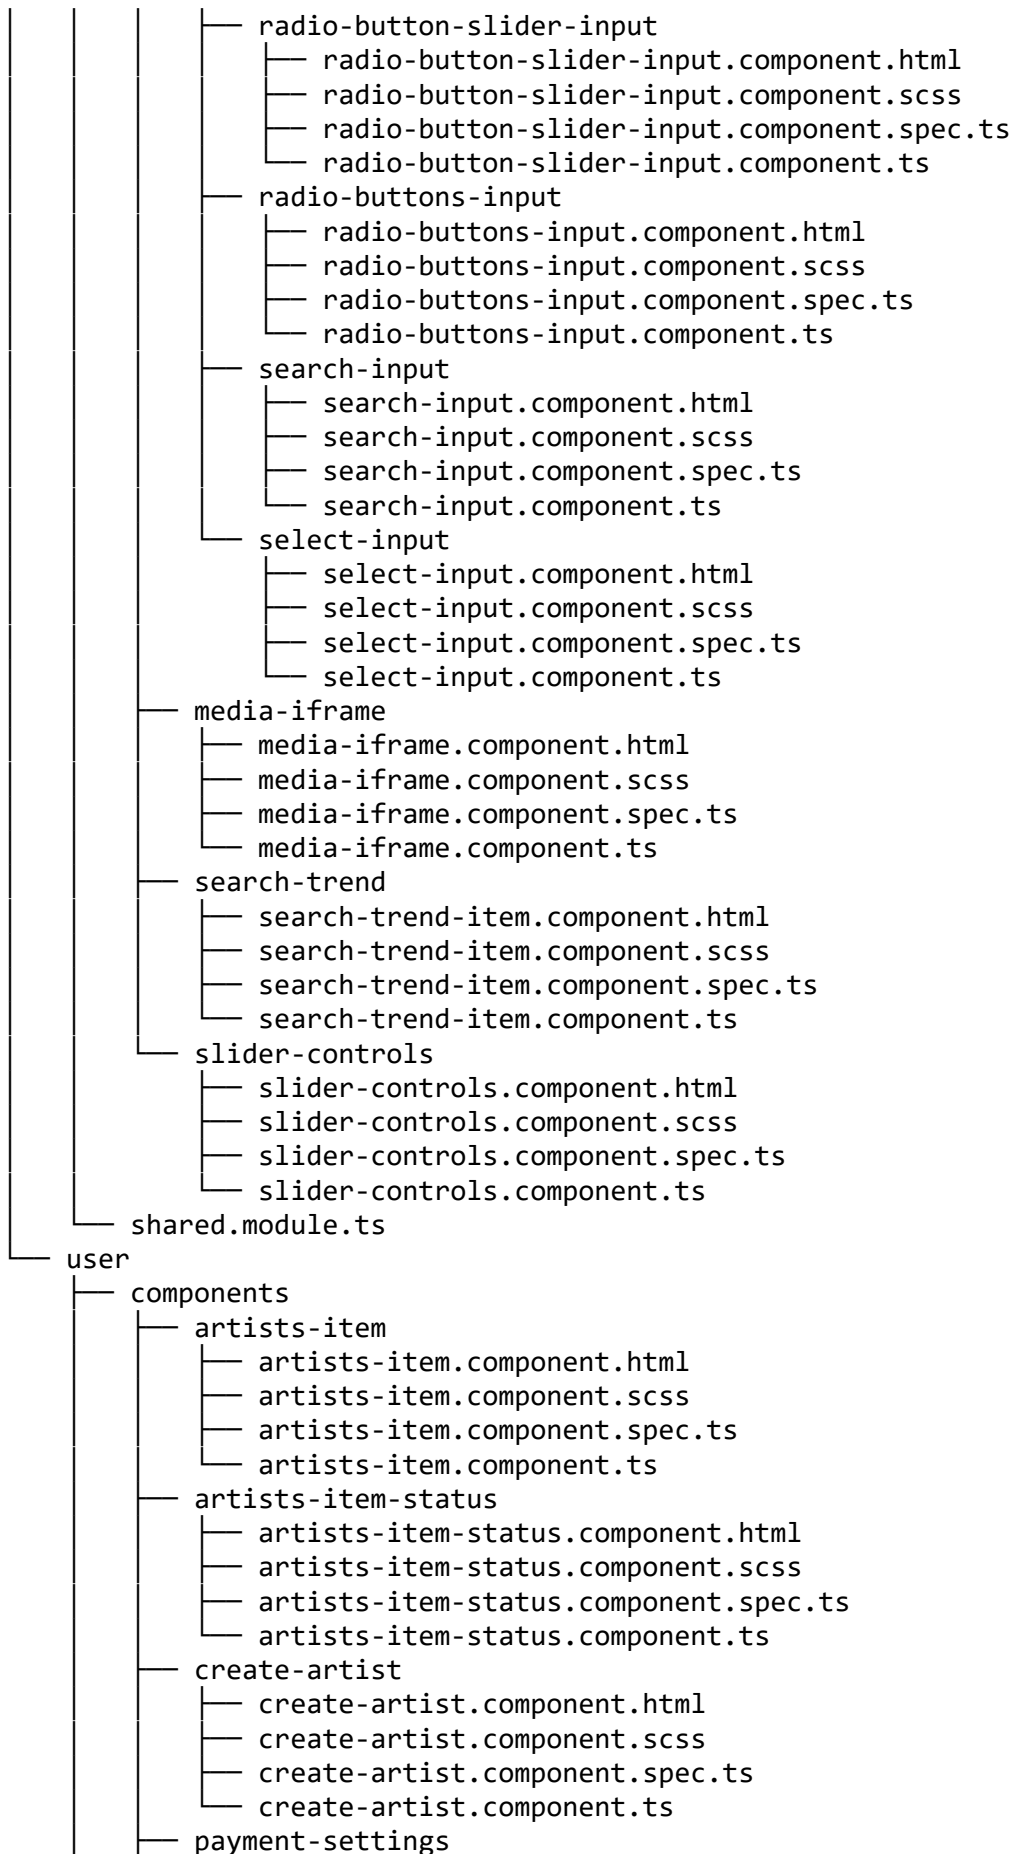 radio-button-slider-input
radio-button-slider-input.component.html
radio-button-slider-input.component.scss
radio-button-slider-input.component.spec.ts
radio-button-slider-input.component.ts
radio-buttons-input
radio-buttons-input.component.html
radio-buttons-input.component.scss
radio-buttons-input.component.spec.ts
radio-buttons-input.component.ts
search-input
search-input.component.html
search-input.component.scss
search-input.component.spec.ts
search-input.component.ts
select-input
select-input.component.html
select-input.component.scss
select-input.component.spec.ts
select-input.component.ts
media-iframe
media-iframe.component.html
media-iframe.component.scss
media-iframe.component.spec.ts
media-iframe.component.ts
search-trend
search-trend-item.component.html
search-trend-item.component.scss
search-trend-item.component.spec.ts
search-trend-item.component.ts
slider-controls
slider-controls.component.html
slider-controls.component.scss
slider-controls.component.spec.ts
slider-controls.component.ts
shared.module.ts
user
components
artists-item
artists-item.component.html
artists-item.component.scss
artists-item.component.spec.ts
artists-item.component.ts
artists-item-status
artists-item-status.component.html
artists-item-status.component.scss
artists-item-status.component.spec.ts
artists-item-status.component.ts
create-artist
create-artist.component.html
create-artist.component.scss
create-artist.component.spec.ts
create-artist.component.ts
payment-settings